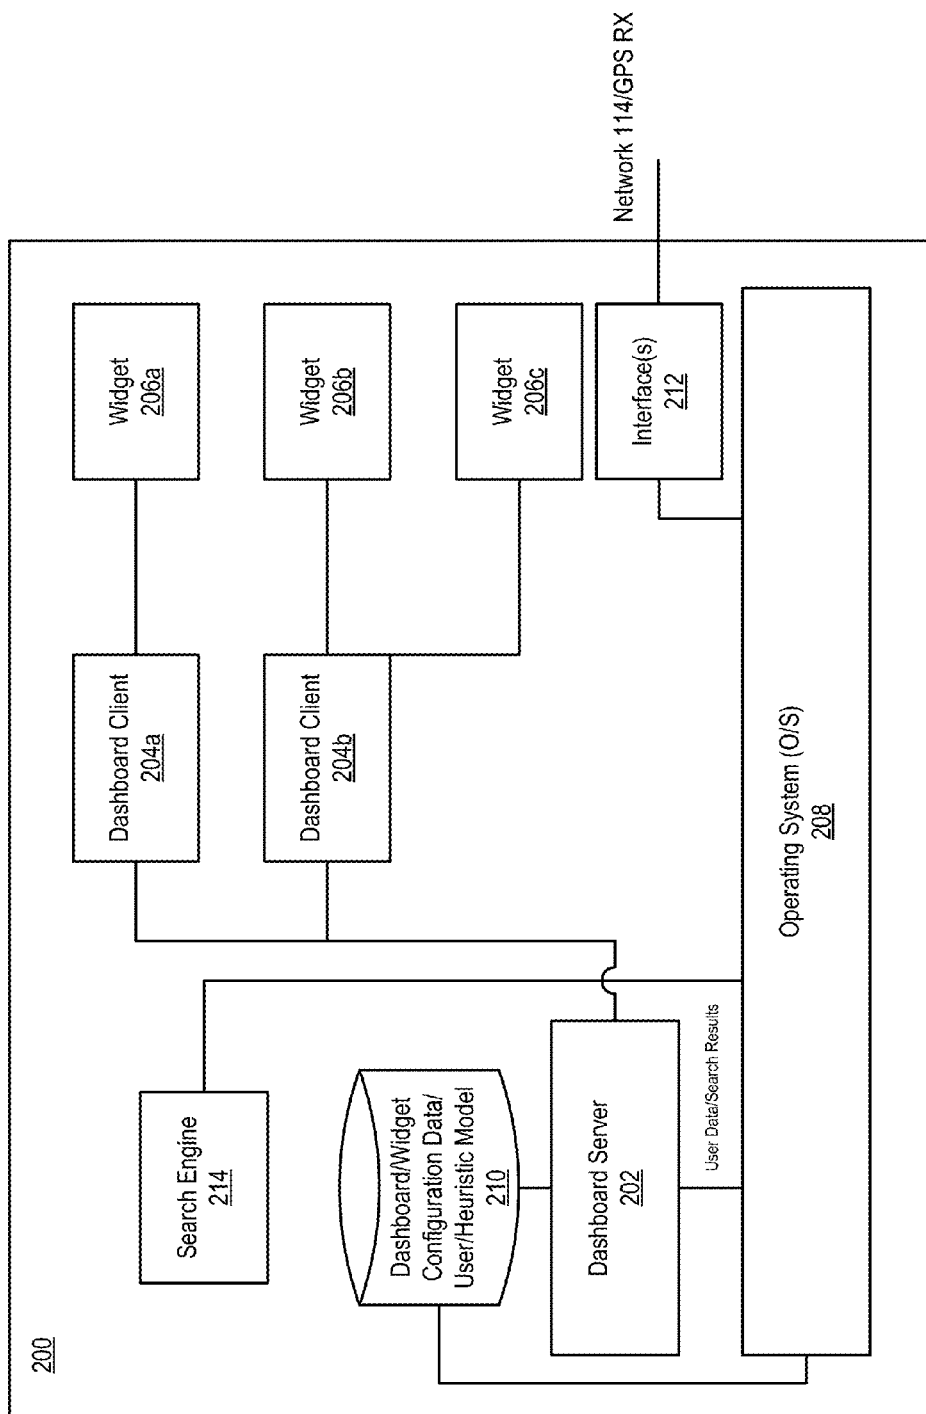 200
Search Engine
214
Dashboard Client
204a
Widget
206a
Dashboard/Widget
Configuration Data/
User/Heuristic Model
210
Dashboard Client
204b
Widget
206b
Widget
206c
Dashboard Server
202
Interface(s)
212
Network 114/GPS RX
User Data/Search Results
Operating System (O/S)
208